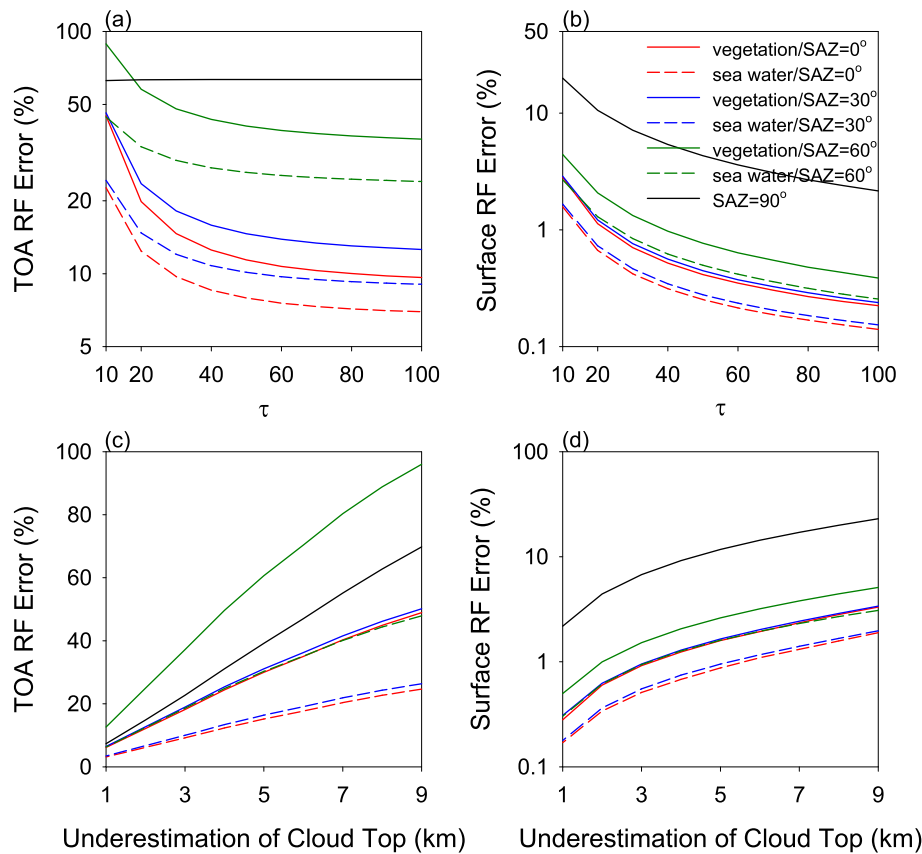 (a)
TOA RF Error (%)
100
50
20
10
5
10 20 40 60 80 100
τ
(b)
Surface RF Error (%)
50
10
1
0.1
vegetation/SAZ=0°
sea water/SAZ=0°
vegetation/SAZ=30°
sea water/SAZ=30°
vegetation/SAZ=60°
sea water/SAZ=60°
SAZ=90°
10 20 40 60 80 100
τ
(c)
TOA RF Error (%)
100
80
60
40
20
0
1 3 5 7 9
Underestimation of Cloud Top (km)
(d)
Surface RF Error (%)
100
10
1
0.1
1 3 5 7 9
Underestimation of Cloud Top (km)